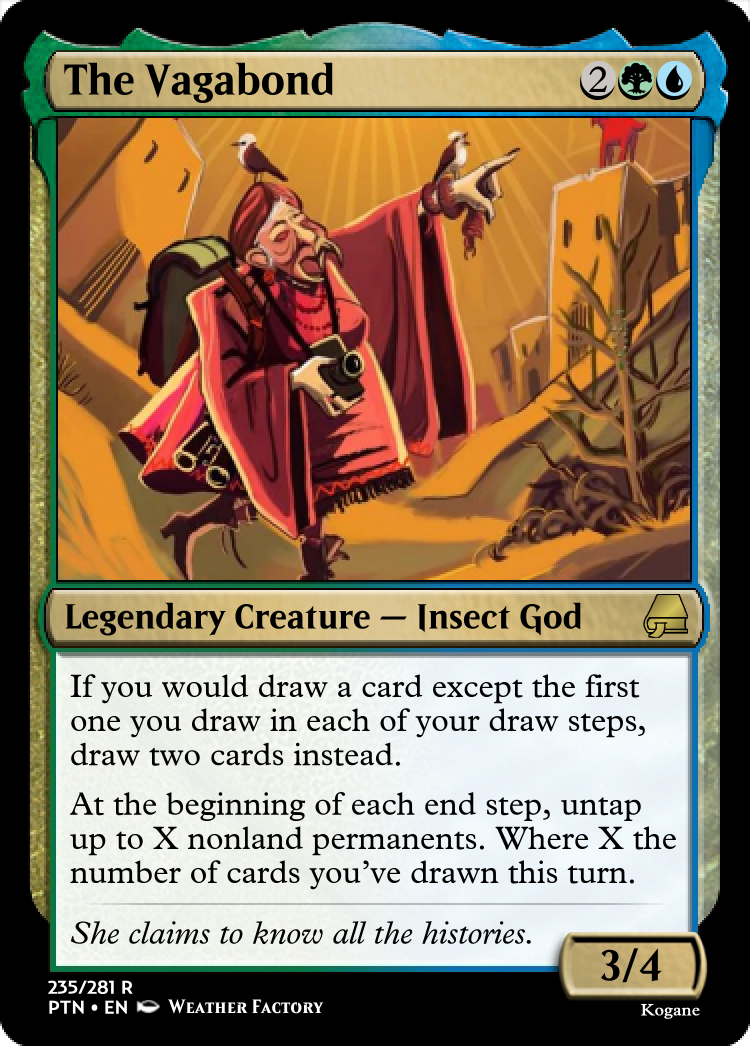 The Vagabond
2
Legendary Creature — Insect God
If you would draw a card except the first
one you draw in each of your draw steps,
draw two cards instead.
At the beginning of each end step, untap
up to X nonland permanents. Where X the
number of cards you've drawn this turn.
She claims to know all the histories.
3/4
235/281 R
PTN • EN WEATHER FACTORY
Kogane